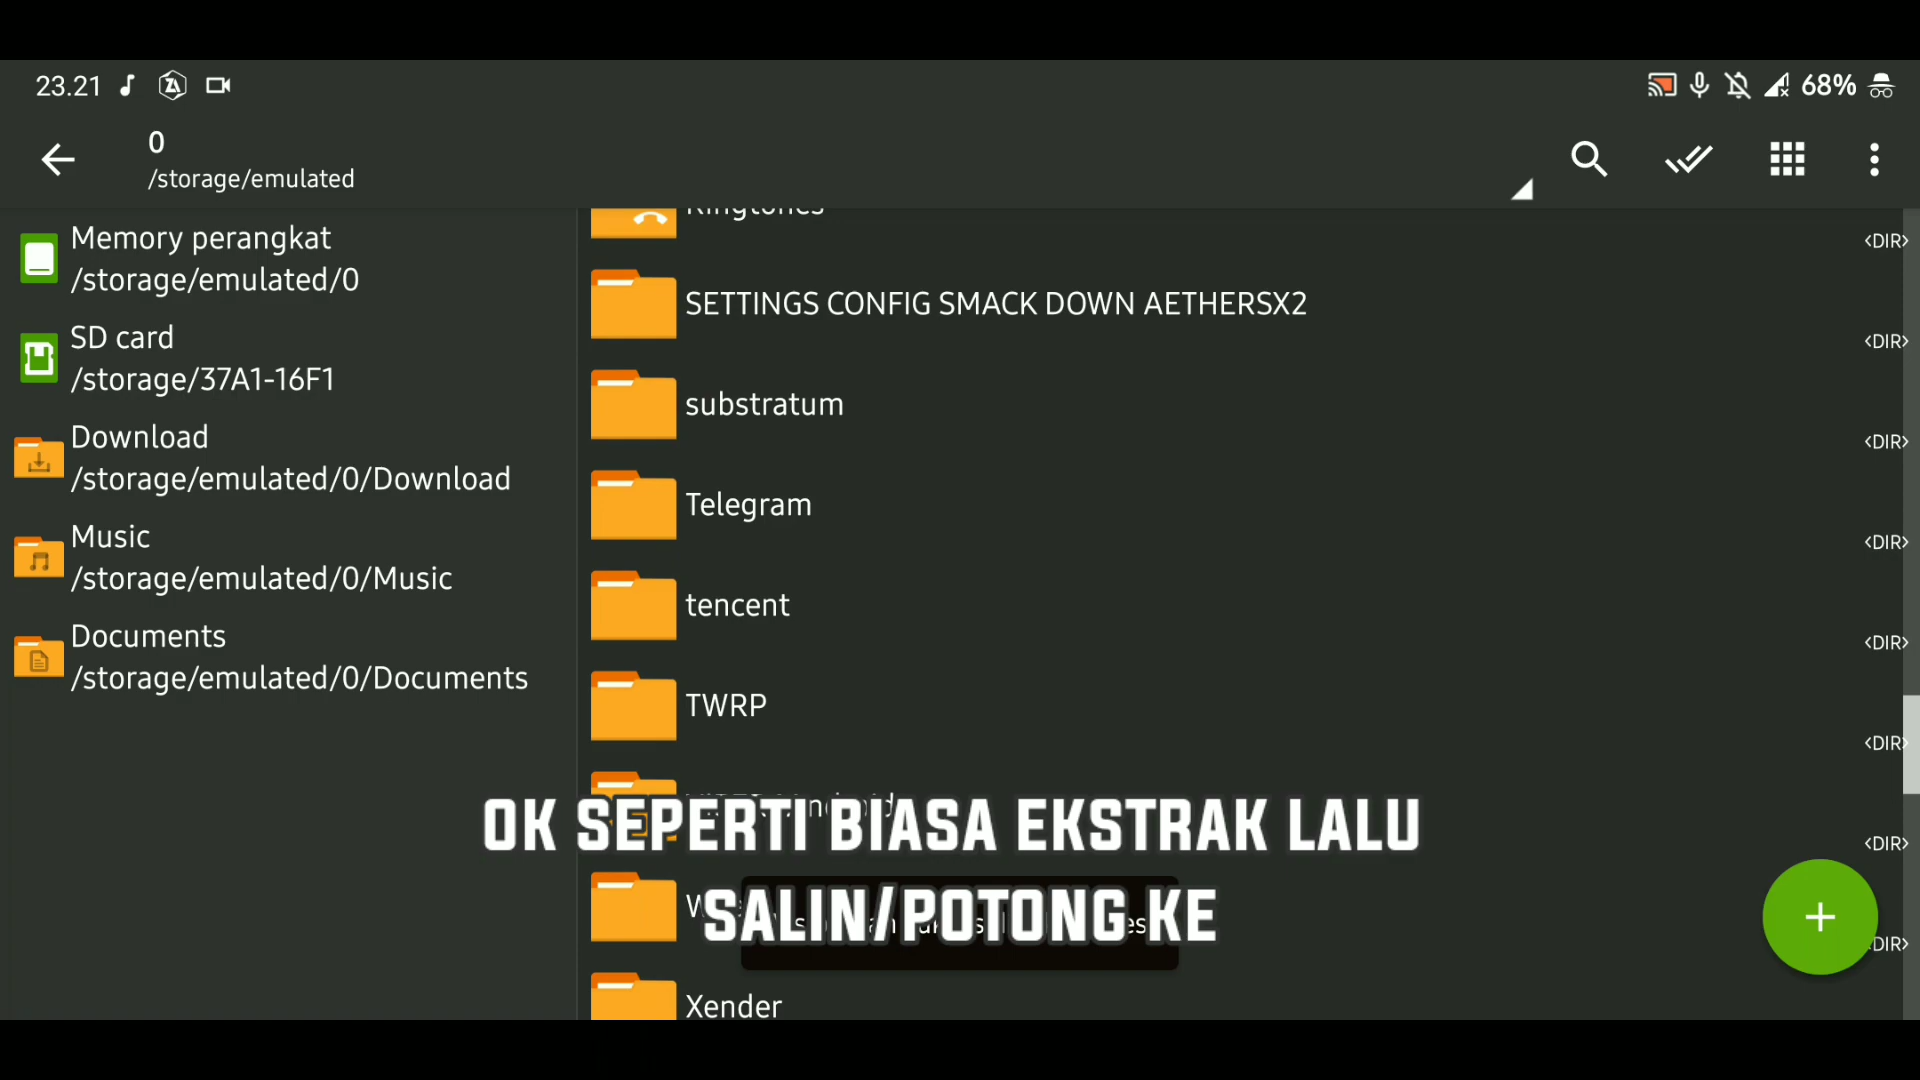 23.21
68%
0
/storage/emulated
Memory perangkat
/storage/emulated/0
SD card
/storage/37A1-16F1
Download
/storage/emulated/0/Download
Music
/storage/emulated/0/Music
Documents
/storage/emulated/0/Documents
Ringtones
<DIR>
SETTINGS CONFIG SMACK DOWN AETHERSX2
<DIR>
substratum
<DIR>
Telegram
<DIR>
tencent
<DIR>
TWRP
<DIR>
<DIR>
<DIR>
Xender
OK SEPERTI BIASA EKSTRAK LALU
SALIN/POTONG KE